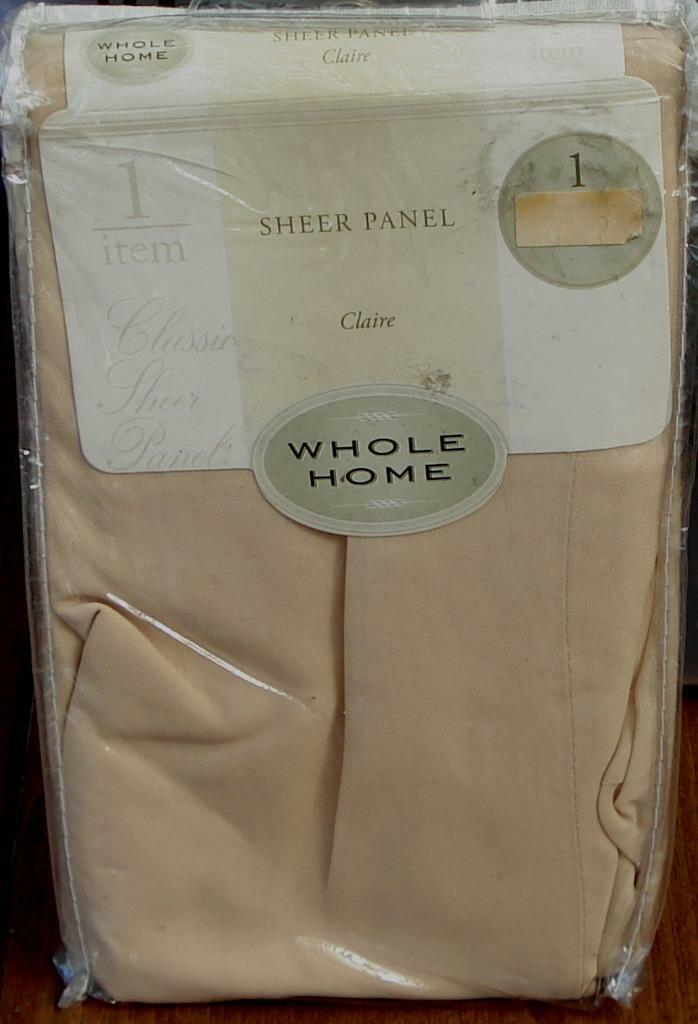 WHOLE
HOME
SHEER PANEL
Claire
item
1
item
SHEER PANEL
1
Claire
Classic
Sheer
Panel
WHOLE
HOME